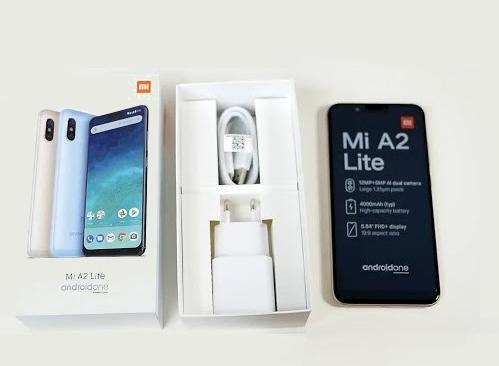 mi
Mi A2 Lite
androidone
mi
Mi A2
Lite
12MP+5MP AI dual camera
Large 1.25μm pixels
4000mAh (typ)
High-capacity battery
5.84" FHD+ display
19:9 aspect ratio
androidone